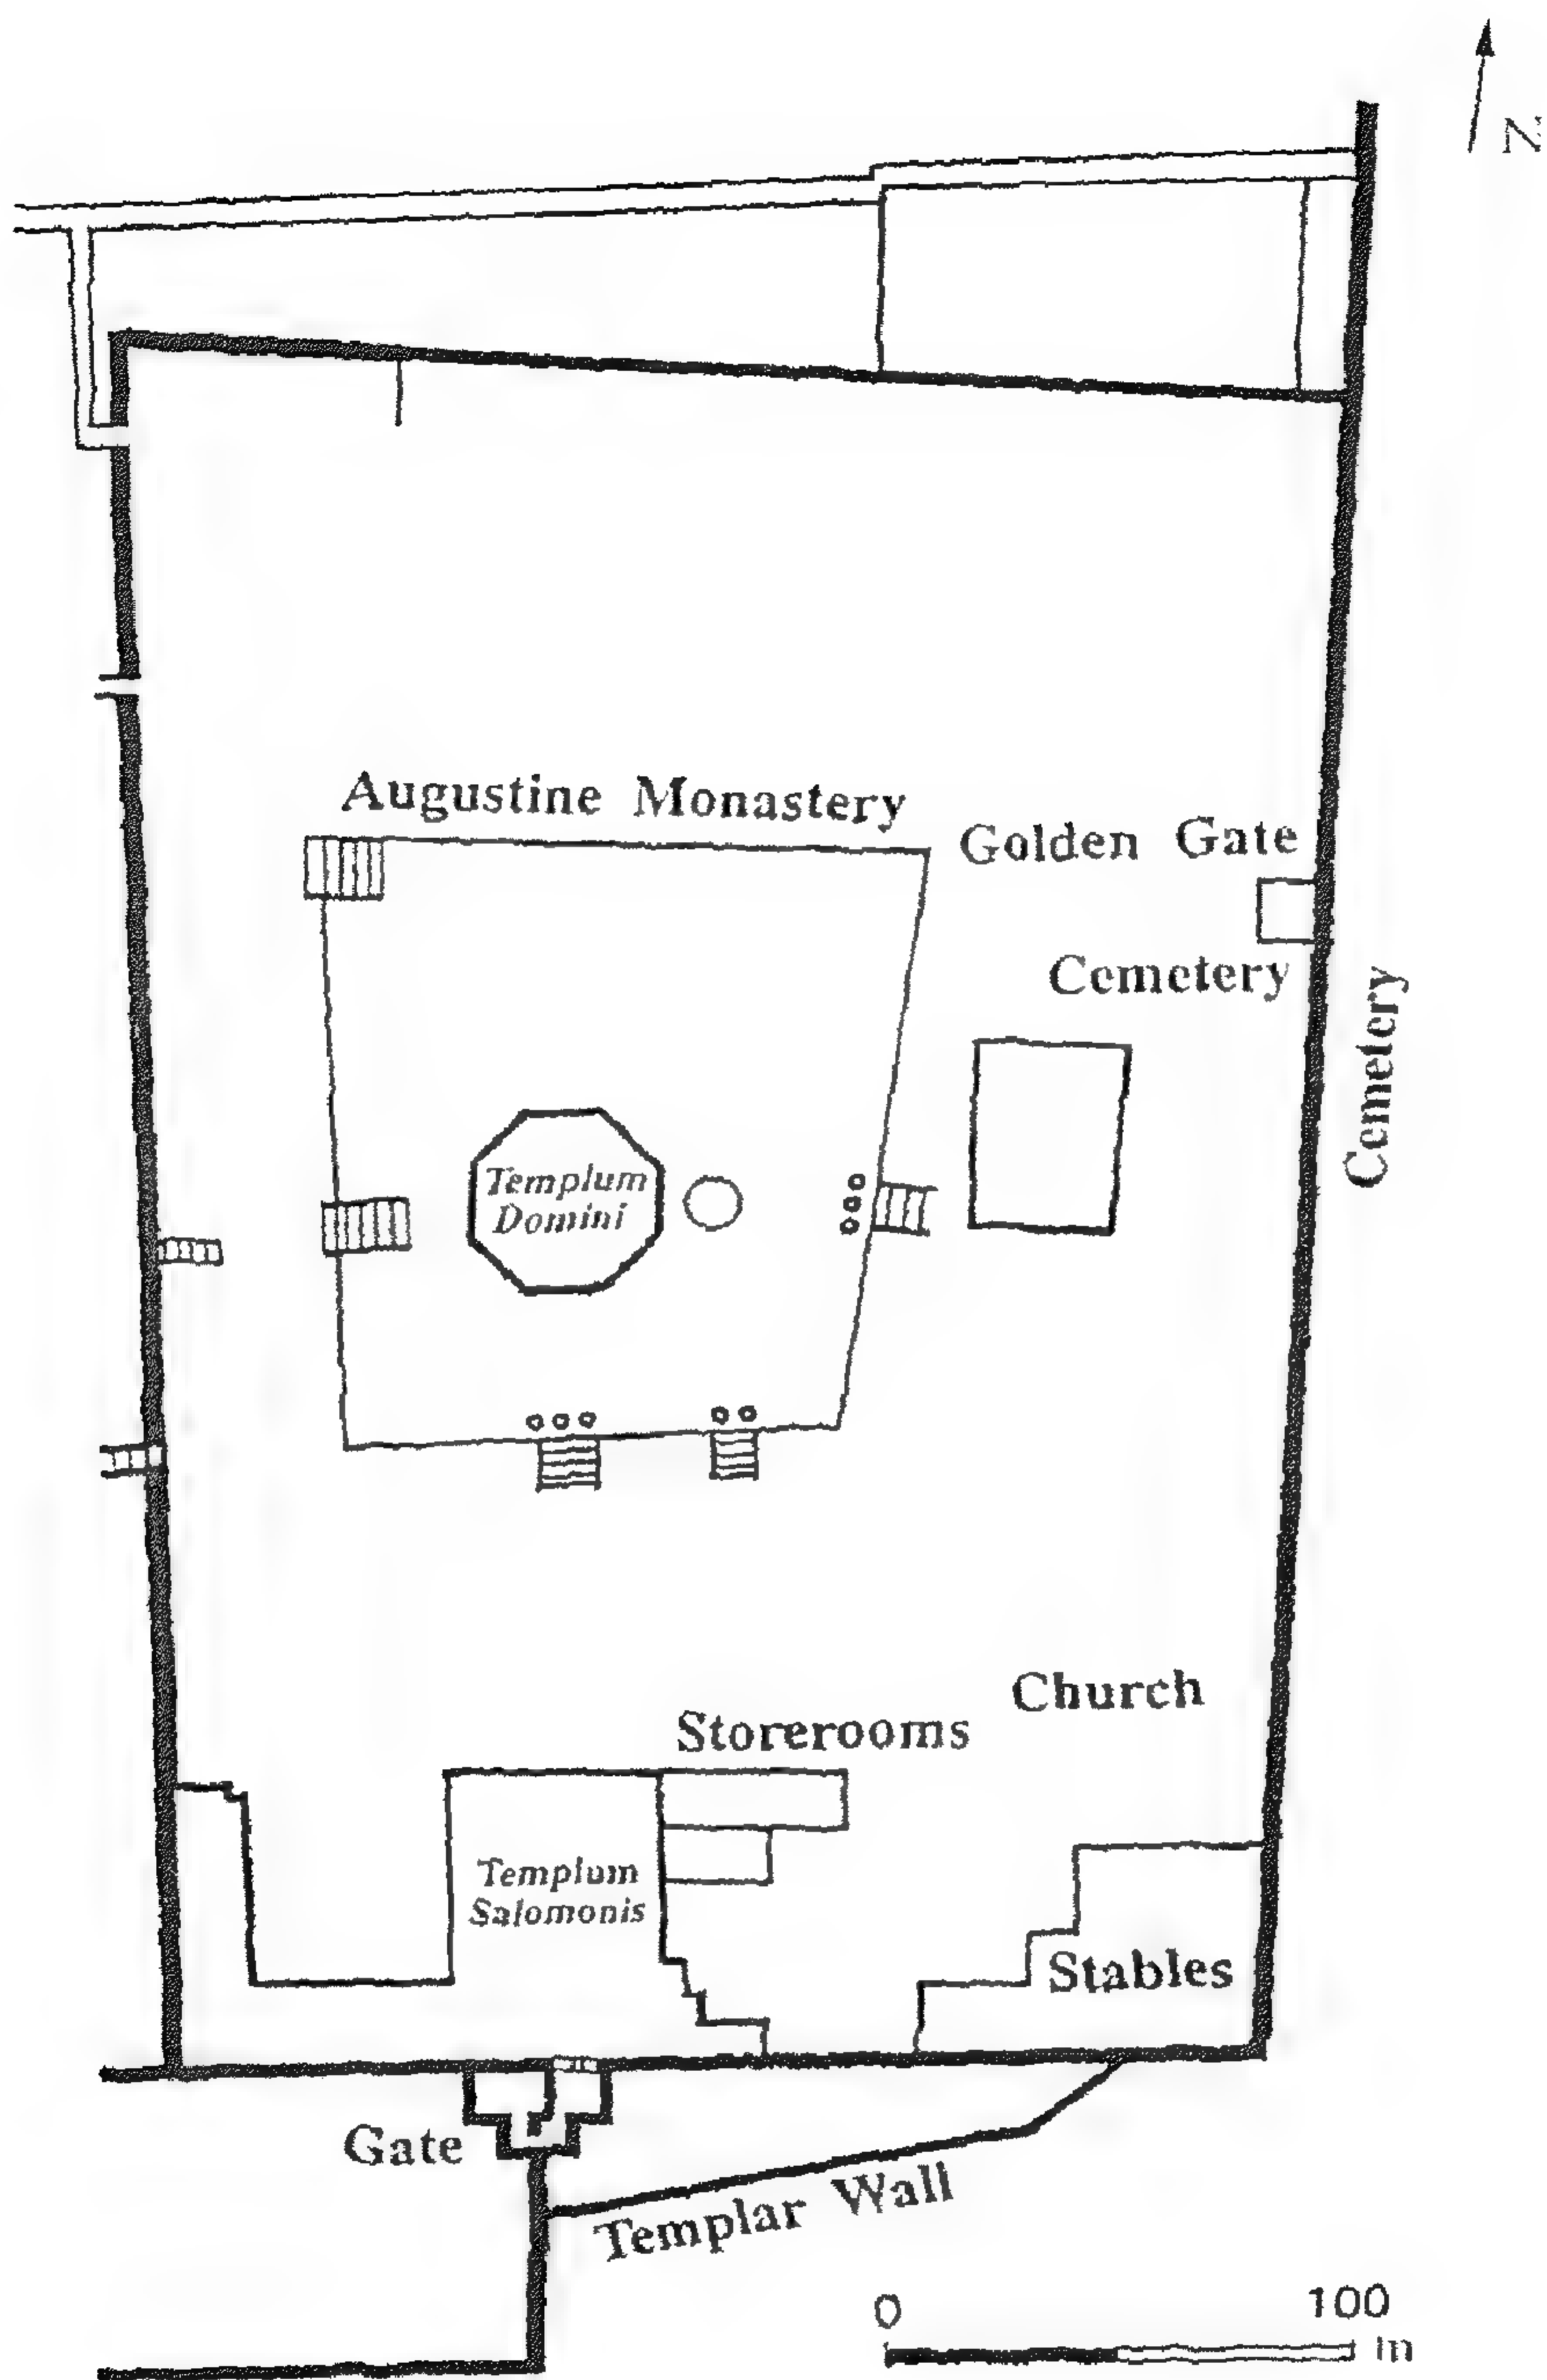 N
Augustine Monastery
Golden Gate
Cemetery
Cemetery
Templum
Domini
Church
Storerooms
Templum
Salomonis
Stables
Gate
Templar Wall
0 100
m